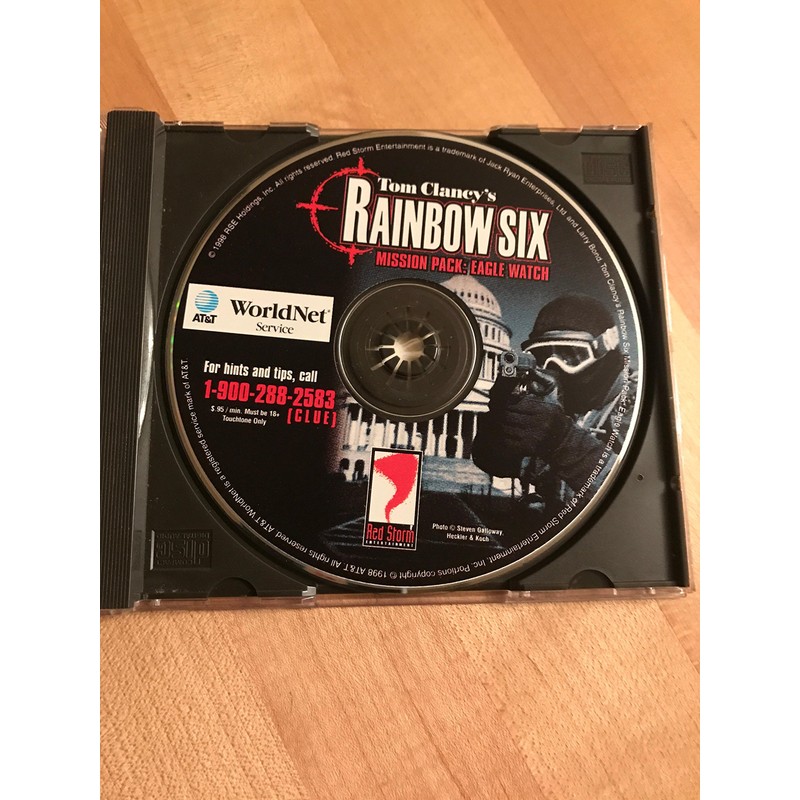 Tom Clancy's
RAINBOW SIX
MISSION PACK: EAGLE WATCH
AT&T
WorldNet®
Service
For hints and tips, call
1-900-288-2583
[CLUE]
$.95 / min. Must be 18+
Touchtone Only
Red Storm
ENTERTAINMENT
Photo © Steven Galloway,
Heckler & Koch
© 1998 RSE Holdings, Inc. All rights reserved. Red Storm Entertainment is a trademark of Jack Ryan Enterprises, Ltd and Larry Bond. Tom Clancy's Rainbow Six Mission Pack: Eagle Watch is a trademark of Red Storm Entertainment, Inc. Portions copyright © 1998 AT&T. All rights reserved. AT&T WorldNet is a registered service mark of AT&T.
disc